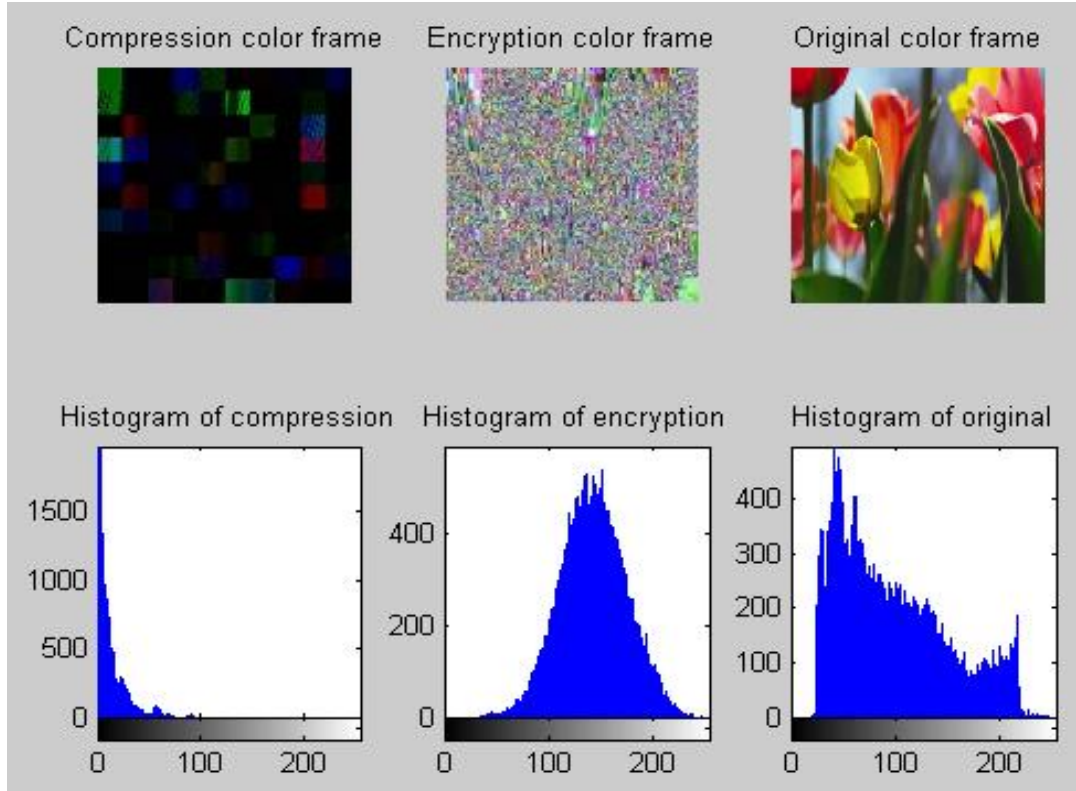 Compression color frame
Encryption color frame
Original color frame
Histogram of compression
1500
1000
500
0
0 100 200
Histogram of encryption
400
200
0
0 100 200
Histogram of original
400
300
200
100
0
0 100 200